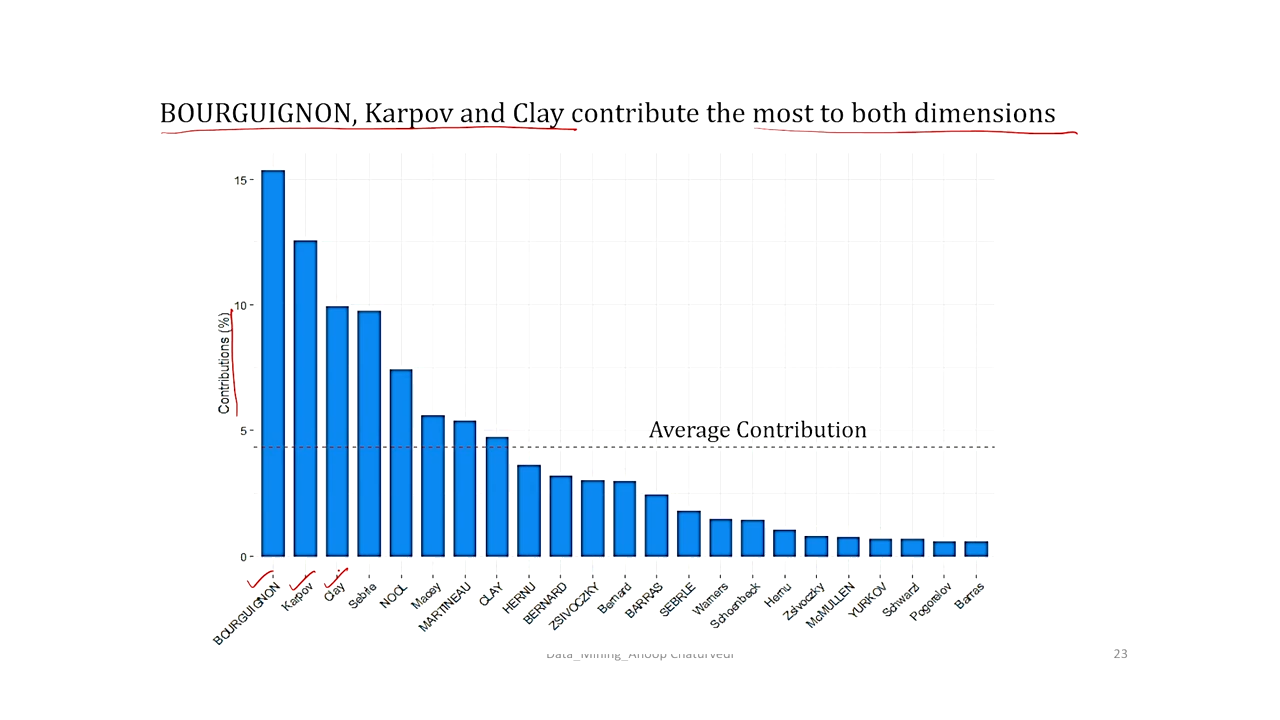 BOURGUIGNON, Karpov and Clay contribute the most to both dimensions
15
10
5
0
Contributions (%)
Average Contribution
BOURGUIGNON
Karpov
Clay
Sebrle
NOOL
Macey
MARTINEAU
CLAY
HERNU
BERNARD
ZSIVOCZKY
Bernard
BARRAS
SEBRLE
Warners
Schoenbeck
Hernu
Zsivoczky
McMULLEN
YURKOV
Schwarzl
Pogorelov
Barras
Data_Mining_Anoop Chaturvedi
23